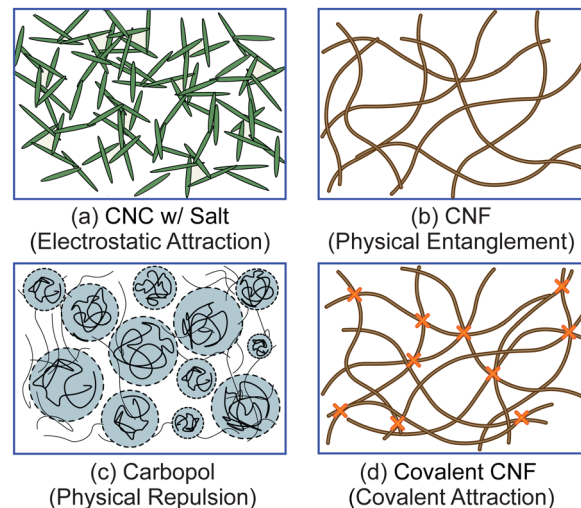 (a) CNC w/ Salt
(Electrostatic Attraction)
(b) CNF
(Physical Entanglement)
(c) Carbopol
(Physical Repulsion)
(d) Covalent CNF
(Covalent Attraction)